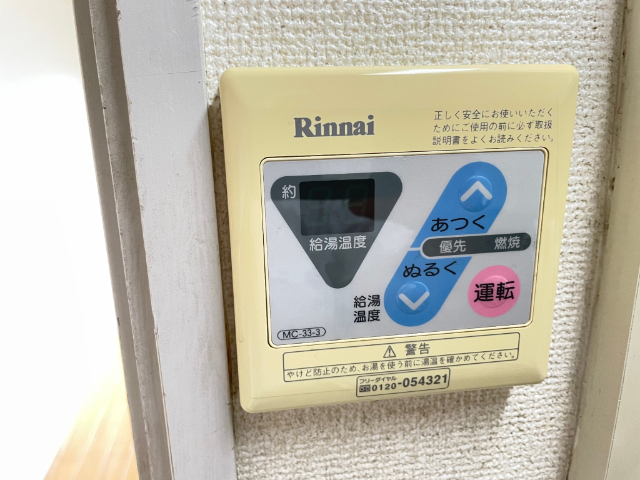 Rinnai
正しく安全にお使いいただく
ためにご使用の前に必ず取扱
説明書をよくお読みください。
約
給湯温度
あつく
優先 燃焼
ぬるく
給湯
温度
運転
MC-33-3
⚠ 警告
やけど防止のため、お湯を使う前に湯温を確かめてください。
フリーダイヤル
0120-054321